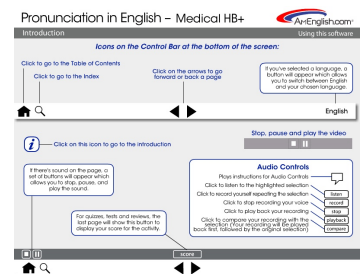 Pronunciation in English – Medical HB+
AmEnglish.com®
Introduction
Using this software
Icons on the Control Bar at the bottom of the screen:
Click to go to the Table of Contents
Click to go to the Index
Click on the arrows to go
forward or back a page
If you've selected a language, a
button will appear which allows
you to switch between English
and your chosen language.
English
i
Click on this icon to go to the introduction
Stop, pause and play the video
If there's sound on the page, a
set of buttons will appear which
allows you to stop, pause, and
play the sound.
Audio Controls
Plays instructions for Audio Controls
Click to listen to the highlighted selection
listen
Click to record yourself repeating the selection
record
Click to stop recording your voice
stop
Click to play back your recording
playback
Click to compare your recording with the
selection (Your recording will be played
back first, followed by the original selection)
compare
For quizzes, tests and reviews, the
last page will show this button to
display your score for the activity.
score